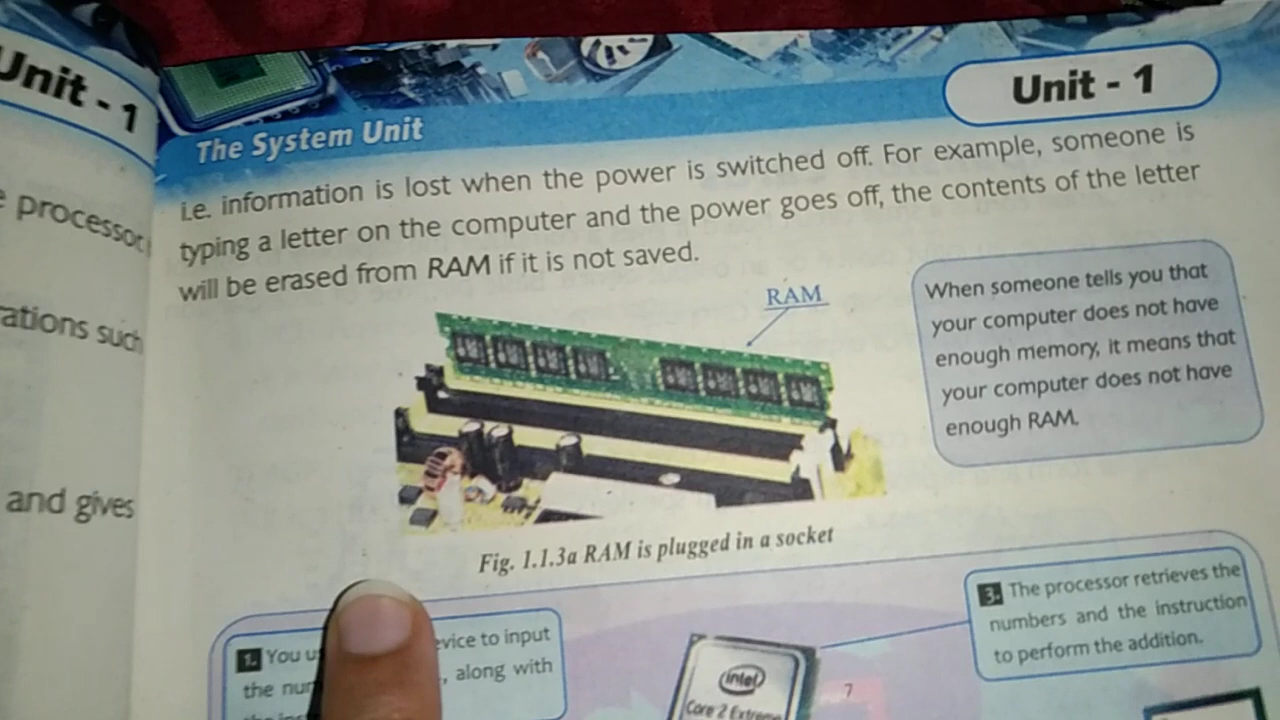 Unit - 1
processor
ations such
and gives
The System Unit
Unit - 1
i.e. information is lost when the power is switched off. For example, someone is
typing a letter on the computer and the power goes off, the contents of the letter
will be erased from RAM if it is not saved.
RAM
When someone tells you that
your computer does not have
enough memory, it means that
your computer does not have
enough RAM.
Fig. 1.1.3a RAM is plugged in a socket
1. You evice to input
the , along with
3. The processor retrieves the
numbers and the instruction
to perform the addition.
intel
Core 2 Extreme
7